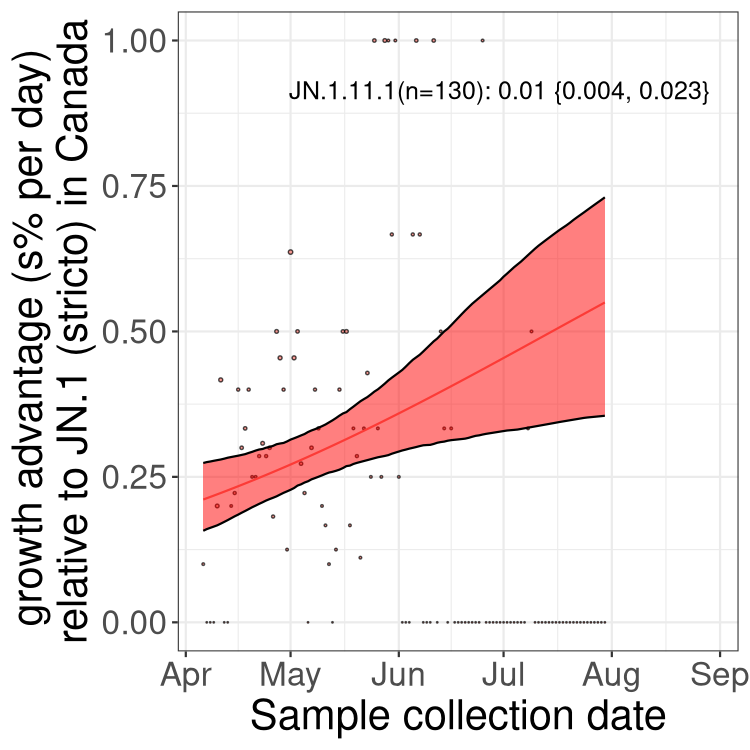 growth advantage (s% per day)
relative to JN.1 (stricto) in Canada
1.00
JN.1.11.1(n=130): 0.01 {0.004, 0.023}
0.75
0.50
0.25
0.00
Apr May Jun Jul Aug Sep
Sample collection date